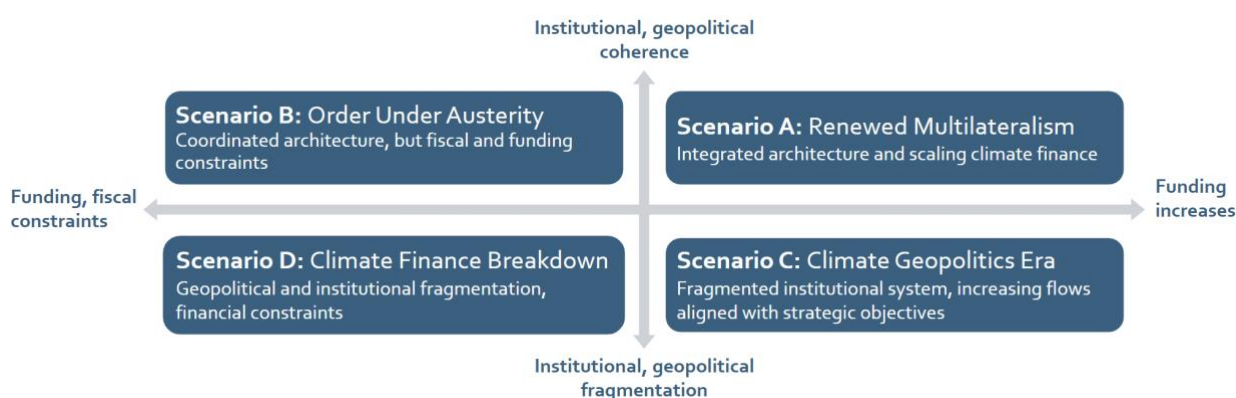 Institutional, geopolitical
coherence
Scenario B: Order Under Austerity
Coordinated architecture, but fiscal and funding
constraints
Scenario A: Renewed Multilateralism
Integrated architecture and scaling climate finance
Funding, fiscal
constraints
Funding
increases
Scenario D: Climate Finance Breakdown
Geopolitical and institutional fragmentation,
financial constraints
Scenario C: Climate Geopolitics Era
Fragmented institutional system, increasing flows
aligned with strategic objectives
Institutional, geopolitical
fragmentation